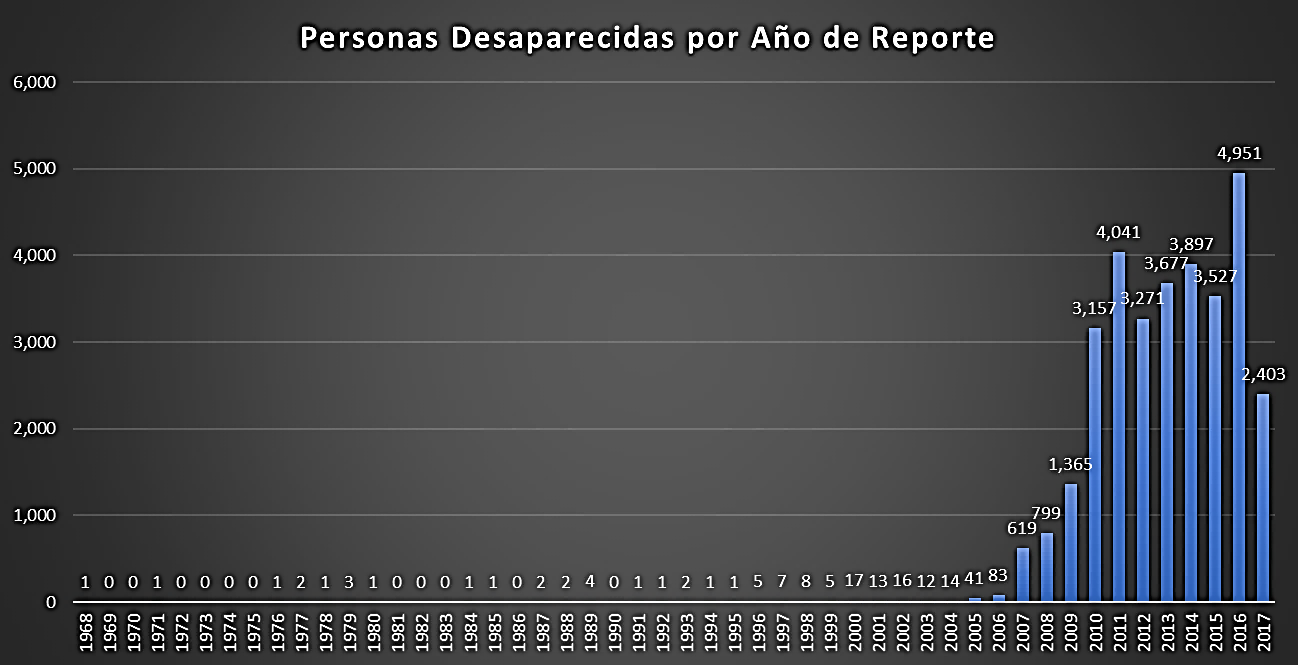 Personas Desaparecidas por Año de Reporte
6,000
5,000
4,000
3,000
2,000
1,000
0
1 0 0 1 0 0 0 0 1 2 1 3 1 0 0 0 1 1 0 2 2 4 0 1 1 2 1 1 5 7 8 5 17 13 16 12 14 41 83 619 799 1,365 3,157 4,041 3,271 3,677 3,897 3,527 4,951 2,403
1968 1969 1970 1971 1972 1973 1974 1975 1976 1977 1978 1979 1980 1981 1982 1983 1984 1985 1986 1987 1988 1989 1990 1991 1992 1993 1994 1995 1996 1997 1998 1999 2000 2001 2002 2003 2004 2005 2006 2007 2008 2009 2010 2011 2012 2013 2014 2015 2016 2017